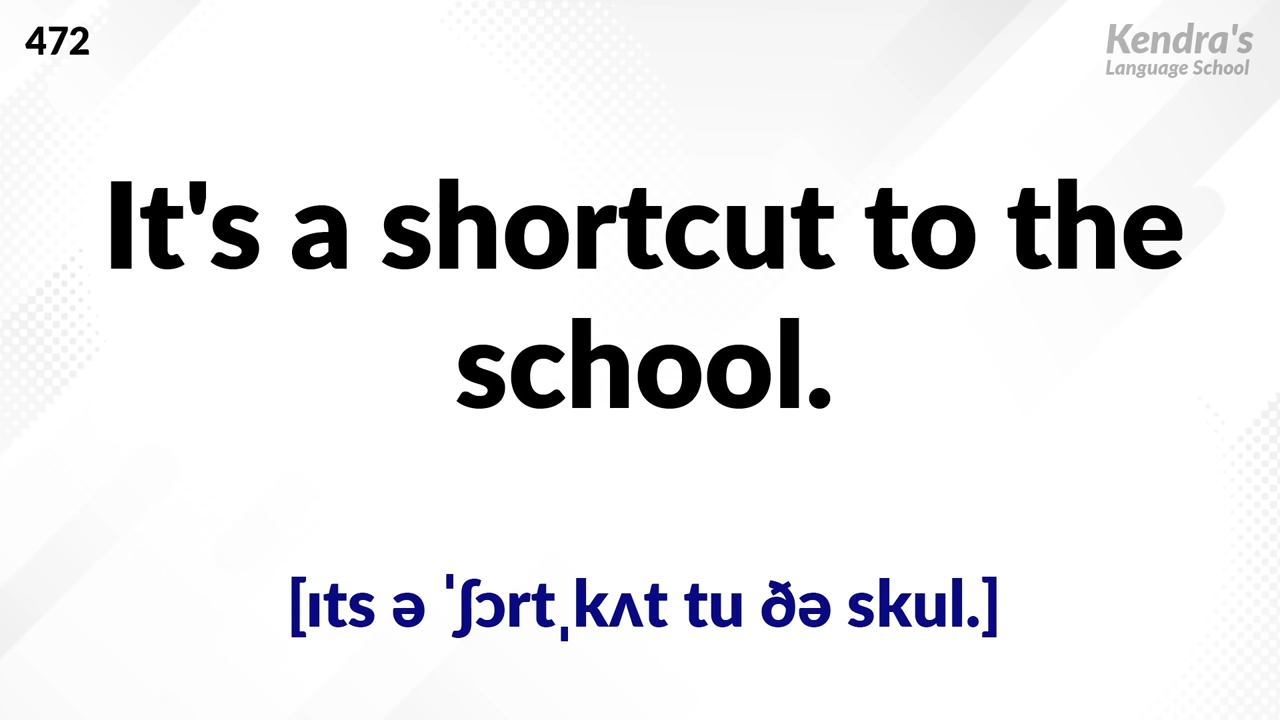 472
Kendra's
Language School
It's a shortcut to the
school.
[ɪts ə ˈʃɔrtˌkʌt tu ðə skul.]